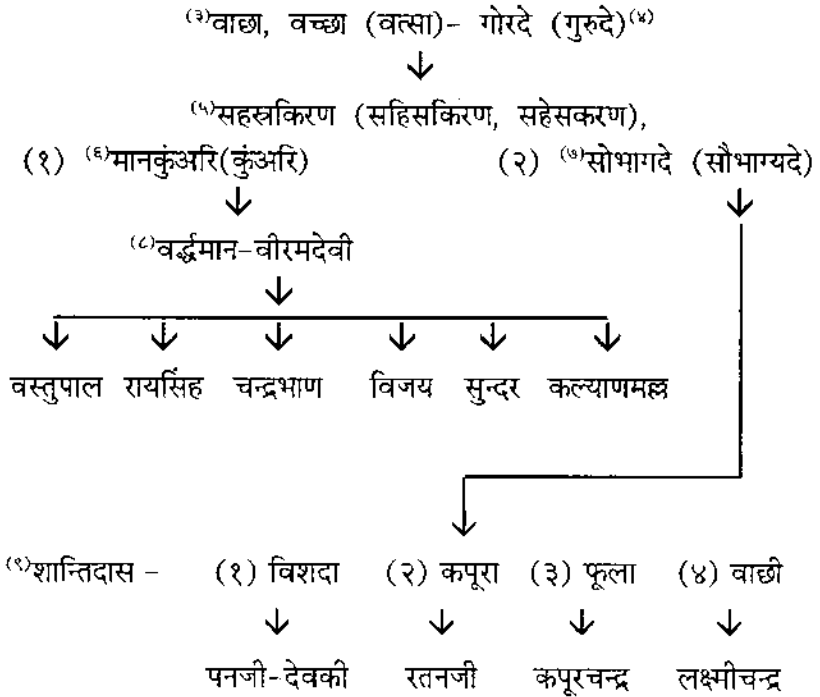 (३)वाछा, वच्छा (वत्सा)- गोरदे (गुरुदे)(४)
(५)सहस्रकिरण (सहिसकिरण, सहेसकरण),
(१) (६)मानकुंअरि(कुंअरि) (२) (७)सोभागदे (सौभाग्यदे)
(८)वर्द्धमान-वीरमदेवी
वस्तुपाल रायसिंह चन्द्रभाण विजय सुन्दर कल्याणमल्ल
(९)शान्तिदास - (१) विशदा (२) कपूरा (३) फूला (४) वाछी
पनजी-देवकी रतनजी कपूरचन्द्र लक्ष्मीचन्द्र